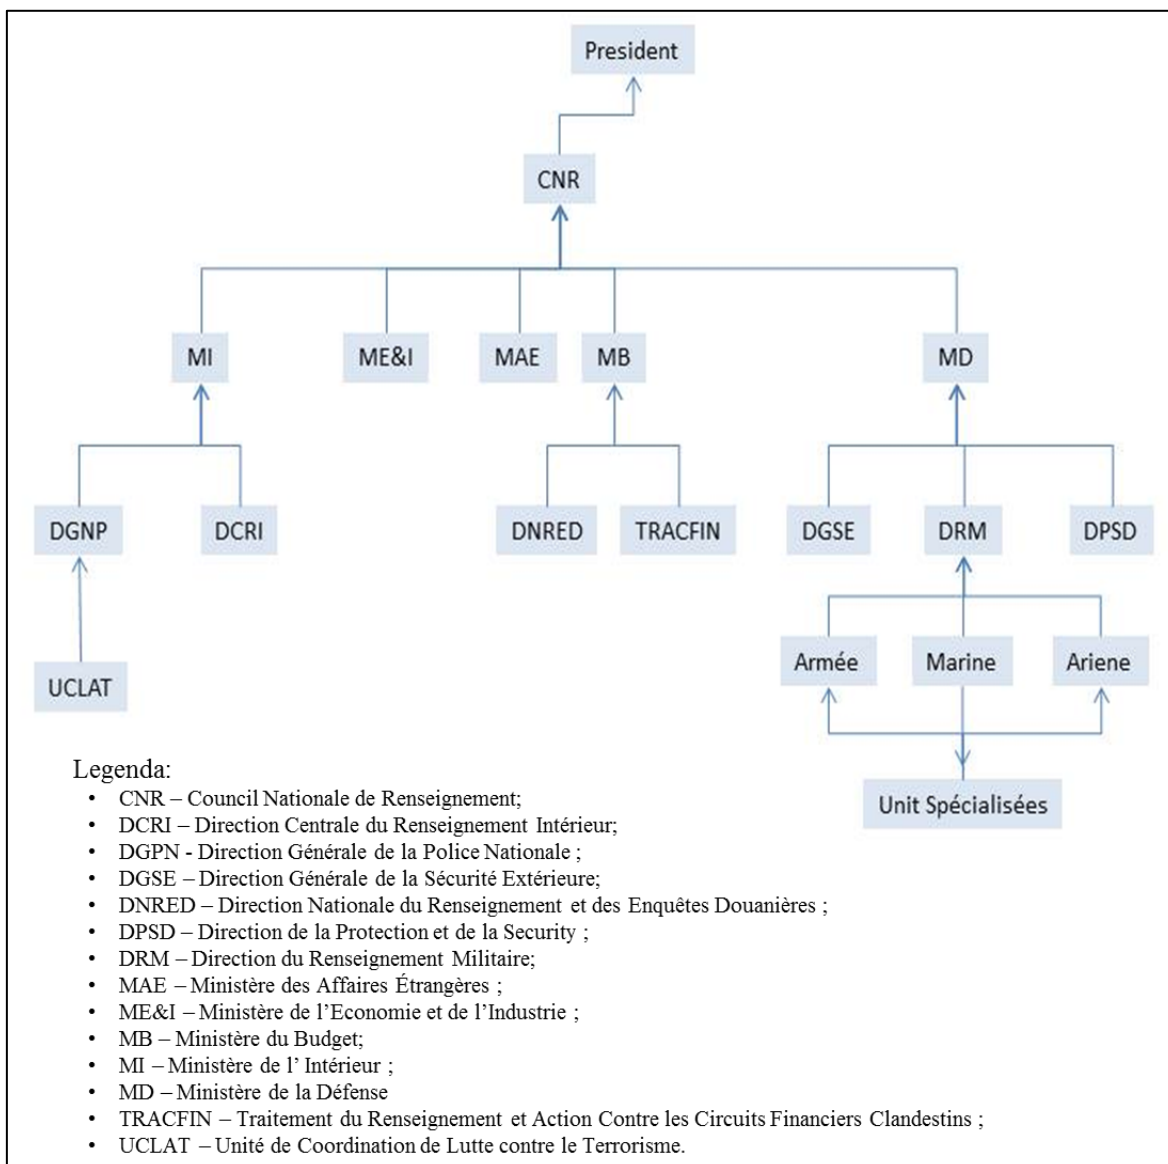 President
CNR
MI ME&I MAE MB MD
DGNP DCRI DNRED TRACFIN DGSE DRM DPSD
Armée Marine Ariene
UCLAT
Unit Spécialisées
Legenda:
• CNR – Council Nationale de Renseignement;
• DCRI – Direction Centrale du Renseignement Intérieur;
• DGPN - Direction Générale de la Police Nationale ;
• DGSE – Direction Générale de la Sécurité Extérieure;
• DNRED – Direction Nationale du Renseignement et des Enquêtes Douanières ;
• DPSD – Direction de la Protection et de la Security ;
• DRM – Direction du Renseignement Militaire;
• MAE – Ministère des Affaires Étrangères ;
• ME&I – Ministère de l’Economie et de l’Industrie ;
• MB – Ministère du Budget;
• MI – Ministère de l’ Intérieur ;
• MD – Ministère de la Défense
• TRACFIN – Traitement du Renseignement et Action Contre les Circuits Financiers Clandestins ;
• UCLAT – Unité de Coordination de Lutte contre le Terrorisme.